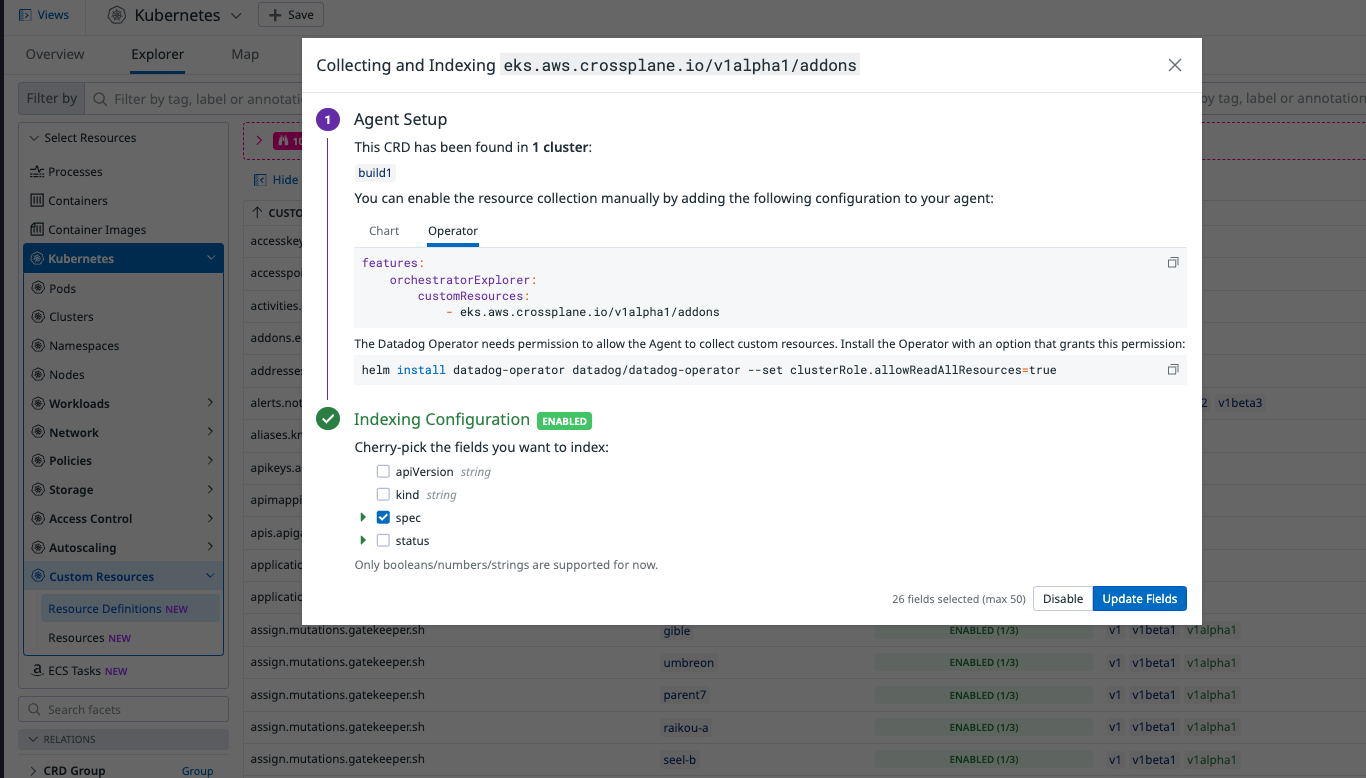 Views
Kubernetes
Save
Overview
Explorer
Map
Filter by
Filter by tag, label or annotati
by tag, label or annotation
Collecting and Indexing eks.aws.crossplane.io/v1alpha1/addons
1
Agent Setup
This CRD has been found in 1 cluster:
build1
You can enable the resource collection manually by adding the following configuration to your agent:
Chart
Operator
features:
orchestratorExplorer:
customResources:
- eks.aws.crossplane.io/v1alpha1/addons
The Datadog Operator needs permission to allow the Agent to collect custom resources. Install the Operator with an option that grants this permission:
helm install datadog-operator datadog/datadog-operator --set clusterRole.allowReadAllResources=true
Indexing Configuration ENABLED
Cherry-pick the fields you want to index:
apiVersion string
kind string
spec
status
Only booleans/numbers/strings are supported for now.
26 fields selected (max 50)
Disable
Update Fields
Select Resources
Processes
Containers
Container Images
Kubernetes
Pods
Clusters
Namespaces
Nodes
Workloads
Network
Policies
Storage
Access Control
Autoscaling
Custom Resources
Resource Definitions NEW
Resources NEW
ECS Tasks NEW
Search facets
RELATIONS
CRD Group
Group
10
Hide
CUSTO
accesskey
accesspo
activities.
addons.e
addresse
alerts.not
2 v1beta3
aliases.kr
apikeys.a
apimappi
apis.apiga
applicatio
applicatio
assign.mutations.gatekeeper.sh gible ENABLED (1/3) v1 v1beta1 v1alpha1
assign.mutations.gatekeeper.sh umbreon ENABLED (1/3) v1 v1beta1 v1alpha1
assign.mutations.gatekeeper.sh parent7 ENABLED (1/3) v1 v1beta1 v1alpha1
assign.mutations.gatekeeper.sh raikou-a ENABLED (1/3) v1 v1beta1 v1alpha1
assign.mutations.gatekeeper.sh seel-b ENABLED (1/3) v1 v1beta1 v1alpha1